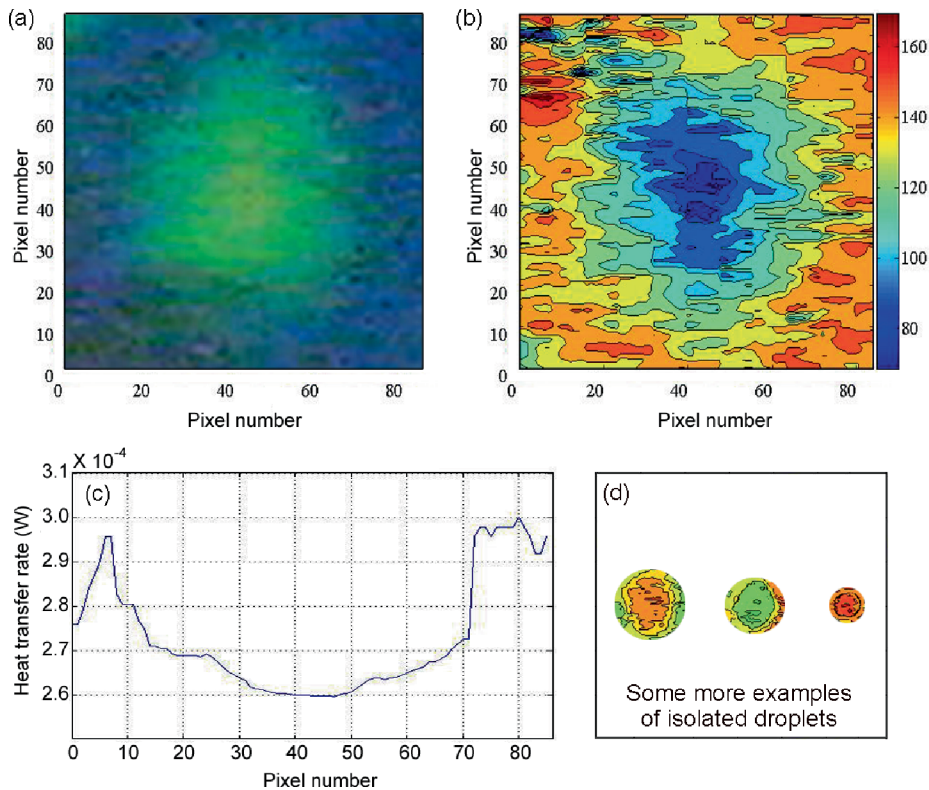 (a)
80
70
60
50
40
30
20
10
0
Pixel number
0 20 40 60 80
Pixel number
(b)
80
70
60
50
40
30
20
10
0
Pixel number
0 20 40 60 80
Pixel number
160
140
120
100
80
X 10⁻⁴
(c)
3.1
3.0
2.9
2.8
2.7
2.6
Heat transfer rate (W)
0 10 20 30 40 50 60 70 80
Pixel number
(d)
Some more examples
of isolated droplets